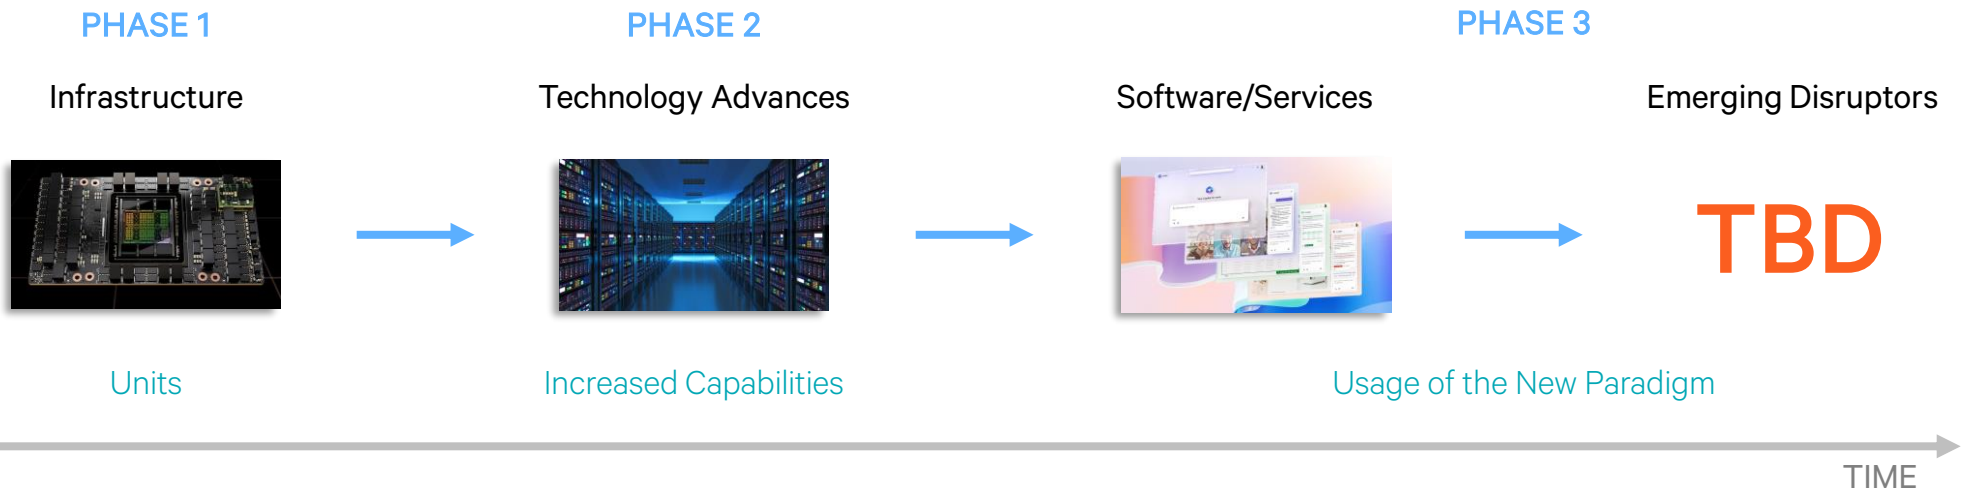 PHASE 1
PHASE 2
PHASE 3
Infrastructure
Technology Advances
Software/Services
Emerging Disruptors
TBD
Units
Increased Capabilities
Usage of the New Paradigm
TIME